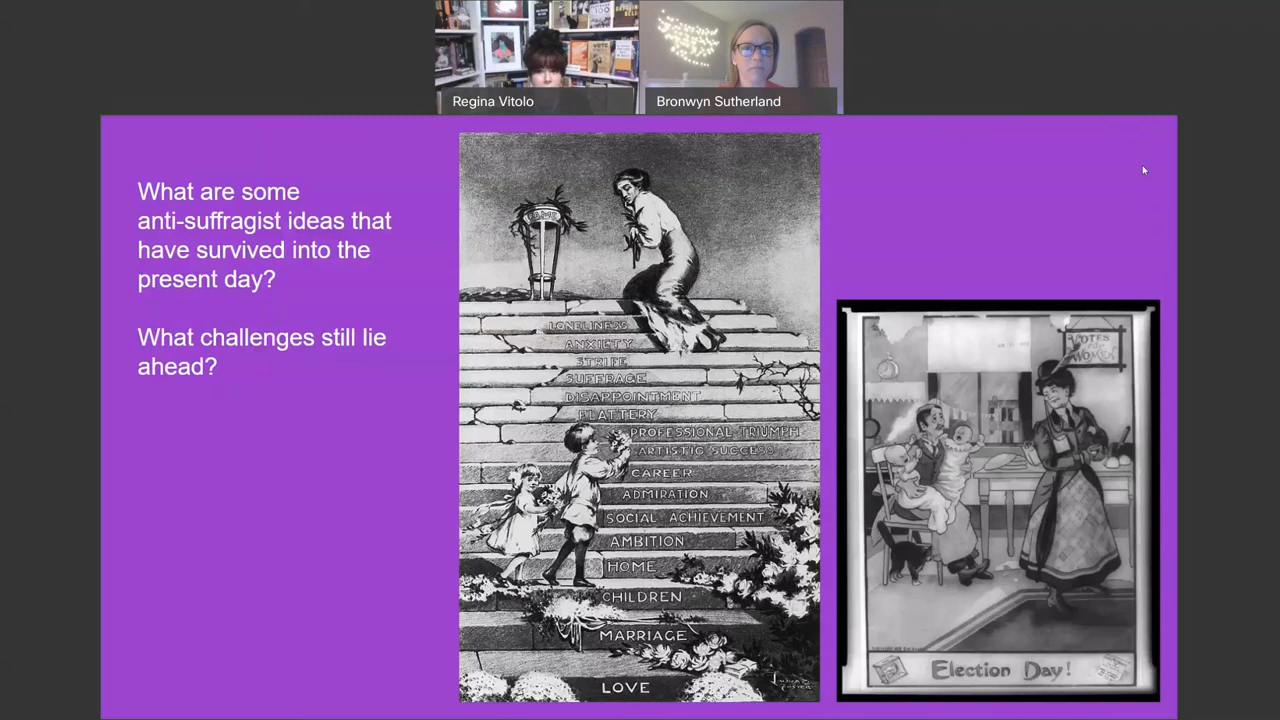 Regina Vitolo
Bronwyn Sutherland
What are some
anti-suffragist ideas that
have survived into the
present day?
What challenges still lie
ahead?
FAME
LONELINESS
ANXIETY
STRIFE
SUFFRAGE
DISAPPOINTMENT
FLATTERY
PROFESSIONAL TRIUMPH
ARTISTIC SUCCESS
CAREER
ADMIRATION
SOCIAL ACHIEVEMENT
AMBITION
HOME
CHILDREN
MARRIAGE
LOVE
VOTES
for
WOMEN
Election Day!